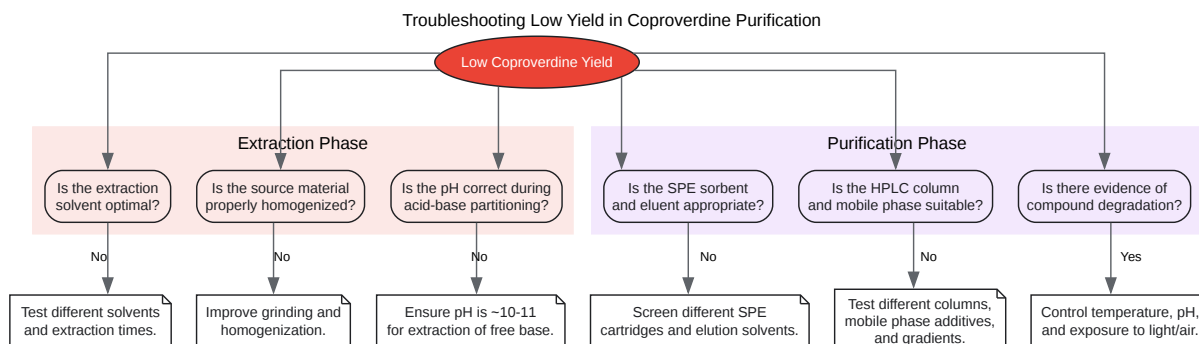 Troubleshooting Low Yield in Coproverdine Purification
Low Coproverdine Yield
Extraction Phase
Purification Phase
Is the extraction
solvent optimal?
Is the source material
properly homogenized?
Is the pH correct during
acid-base partitioning?
Is the SPE sorbent
and eluent appropriate?
Is the HPLC column
and mobile phase suitable?
Is there evidence of
compound degradation?
No
No
No
No
No
Yes
Test different solvents
and extraction times.
Improve grinding and
homogenization.
Ensure pH is ~10-11
for extraction of free base.
Screen different SPE
cartridges and elution solvents.
Test different columns,
mobile phase additives,
and gradients.
Control temperature, pH,
and exposure to light/air.